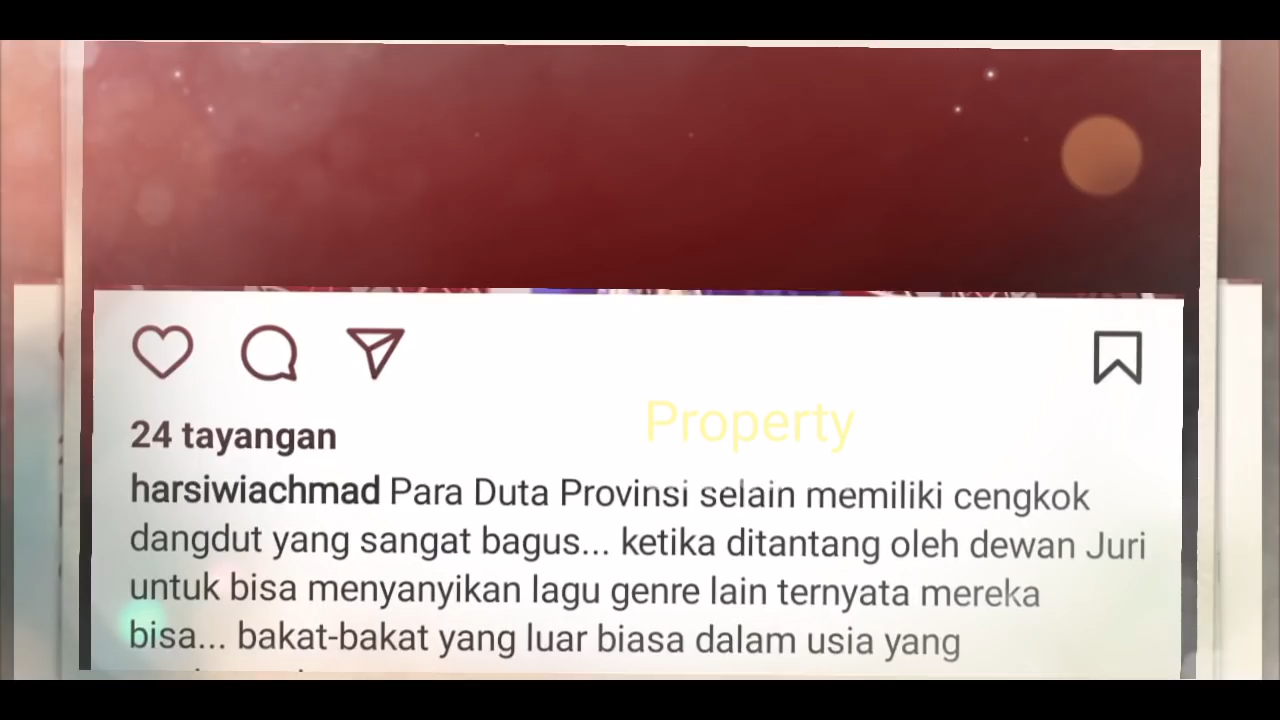 24 tayangan
Property
harsiwiachmad Para Duta Provinsi selain memiliki cengkok
dangdut yang sangat bagus... ketika ditantang oleh dewan Juri
untuk bisa menyanyikan lagu genre lain ternyata mereka
bisa... bakat-bakat yang luar biasa dalam usia yang